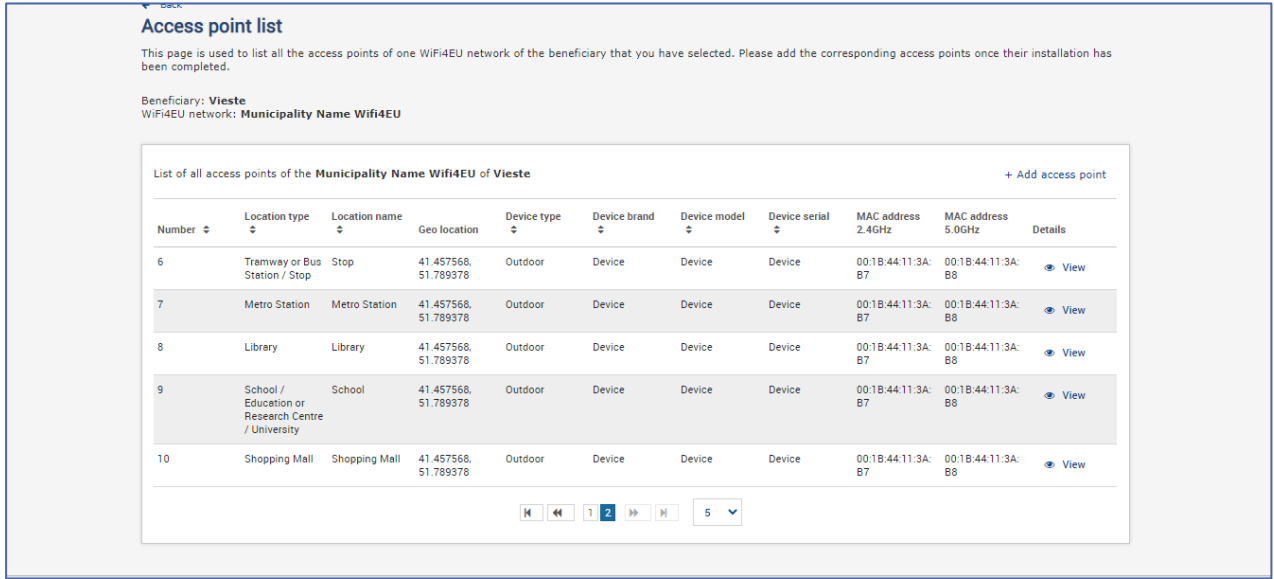 Back
Access point list
This page is used to list all the access points of one WiFi4EU network of the beneficiary that you have selected. Please add the corresponding access points once their installation has
been completed.
Beneficiary: Vieste
WiFi4EU network: Municipality Name Wifi4EU
List of all access points of the Municipality Name Wifi4EU of Vieste + Add access point
Number Location type Location name Geo location Device type Device brand Device model Device serial MAC address 2.4GHz MAC address 5.0GHz Details
6 Tramway or Bus Stop 41.457568, Outdoor Device Device Device 00:1B:44:11:3A: 00:1B:44:11:3A: View
Station / Stop 51.789378 B7 B8
7 Metro Station Metro Station 41.457568, Outdoor Device Device Device 00:1B:44:11:3A: 00:1B:44:11:3A: View
51.789378 B7 B8
8 Library Library 41.457568, Outdoor Device Device Device 00:1B:44:11:3A: 00:1B:44:11:3A: View
51.789378 B7 B8
9 School / School 41.457568, Outdoor Device Device Device 00:1B:44:11:3A: 00:1B:44:11:3A: View
Education or 51.789378 B7 B8
Research Centre
/ University
10 Shopping Mall Shopping Mall 41.457568, Outdoor Device Device Device 00:1B:44:11:3A: 00:1B:44:11:3A: View
51.789378 B7 B8
1 2 5